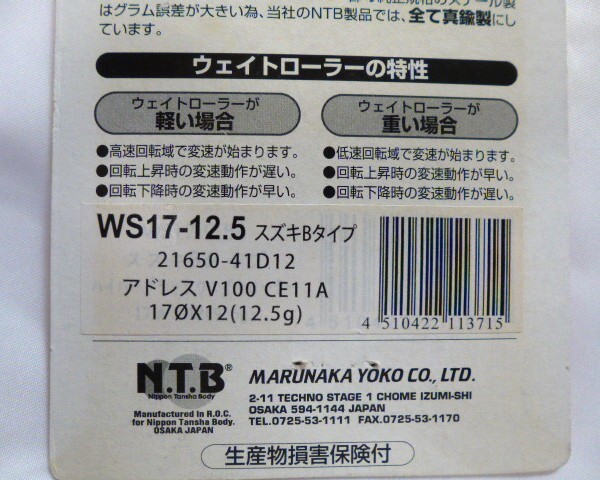 はグラム誤差が大きい為、当社のNTB製品では、全て真鍮製にし
ています。
ウェイトローラーの特性
ウェイトローラーが
軽い場合
●高速回転域で変速が始まります。
●回転上昇時の変速動作が遅い。
●回転下降時の変速動作が早い。
ウェイトローラーが
重い場合
●低速回転域で変速が始まります。
●回転上昇時の変速動作が早い。
●回転下降時の変速動作が遅い。
WS17-12.5 スズキBタイプ
21650-41D12
アドレス V100 CE11A
17ØX12(12.5g)
4 510422 113715
N.T.B®
Nippon Tansha Body
Manufactured in R.O.C.
for Nippon Tansha Body.
OSAKA JAPAN
MARUNAKA YOKO CO., LTD.
2-11 TECHNO STAGE 1 CHOME IZUMI-SHI
OSAKA 594-1144 JAPAN
TEL.0725-53-1111 FAX.0725-53-1170
生産物損害保険付